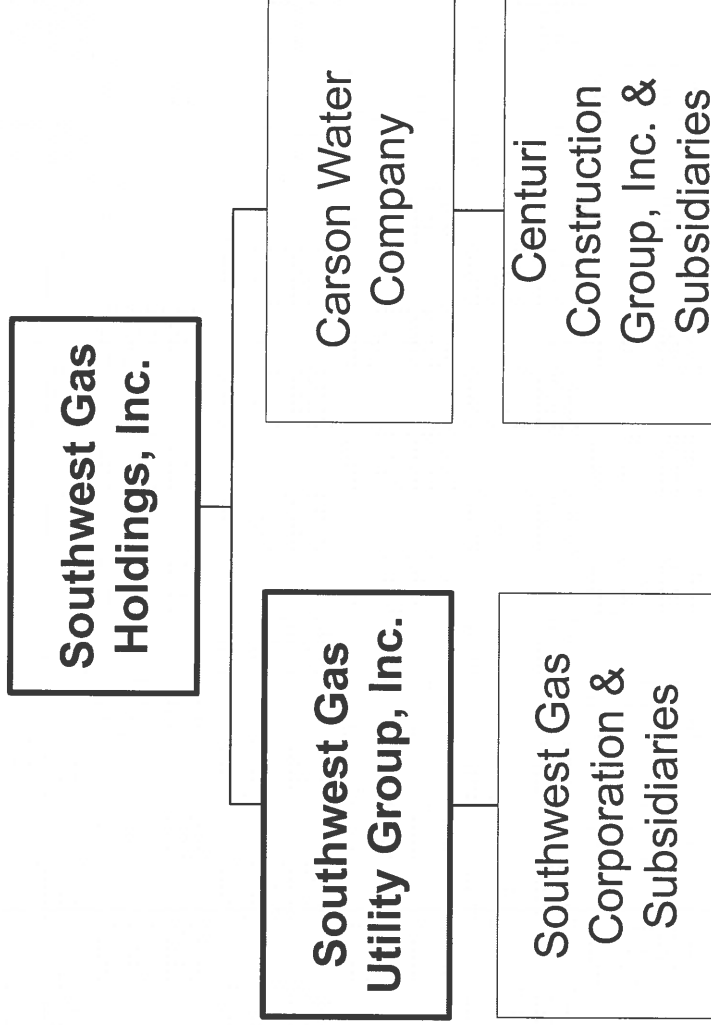 Southwest Gas
Holdings, Inc.
Southwest Gas
Utility Group, Inc.
Carson Water
Company
Southwest Gas
Corporation &
Subsidiaries
Centuri
Construction
Group, Inc. &
Subsidiaries